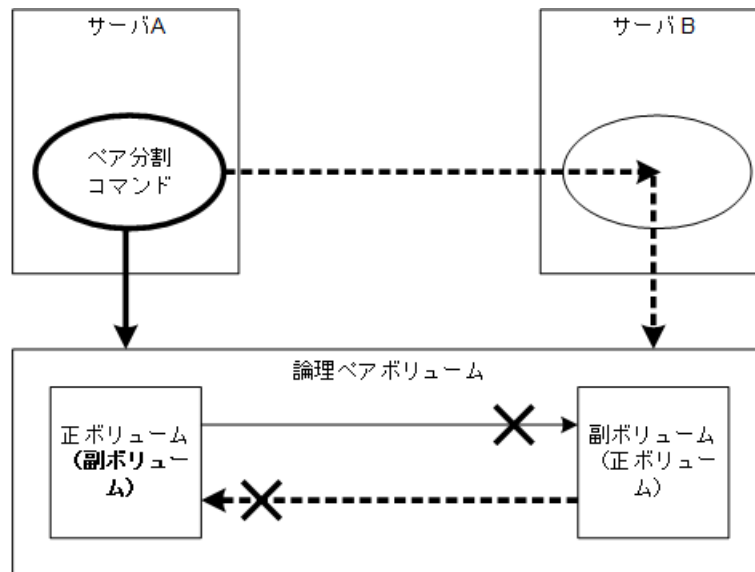 サーバA
サーバB
ペア分割
コマンド
論理ペアボリューム
正ボリューム
（副ボリュー
ム）
副ボリューム
（正ボリュー
ム）